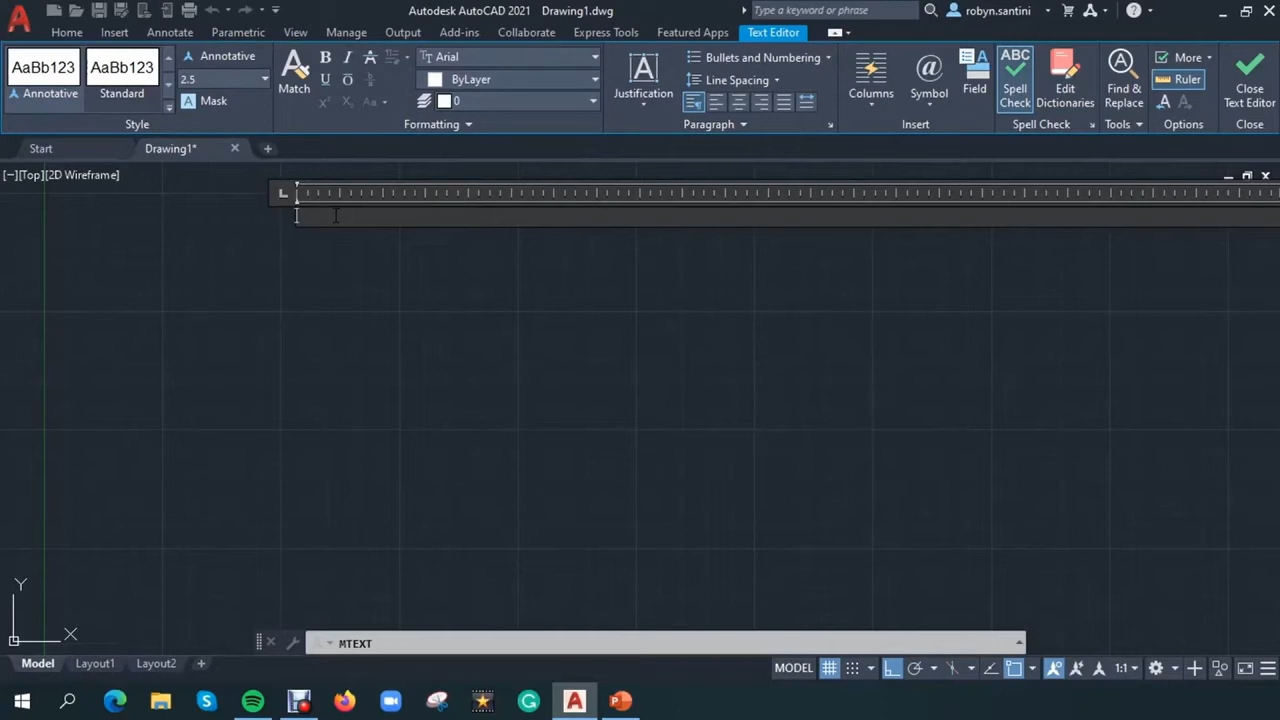 Autodesk AutoCAD 2021 Drawing1.dwg
Type a keyword or phrase
robyn.santini
Home Insert Annotate Parametric View Manage Output Add-ins Collaborate Express Tools Featured Apps Text Editor
AaBb123 AaBb123
Annotative Standard
Annotative
2.5
Mask
Style
Match
Arial
ByLayer
0
Formatting
Justification
Bullets and Numbering
Line Spacing
Paragraph
Columns Symbol Field
Insert
ABC
Spell Check
Edit Dictionaries
Spell Check
Find & Replace
Tools
More
Ruler
Options
Close Text Editor
Close
Start Drawing1*
[−][Top][2D Wireframe]
Y
X
MTEXT
Model Layout1 Layout2
MODEL 1:1